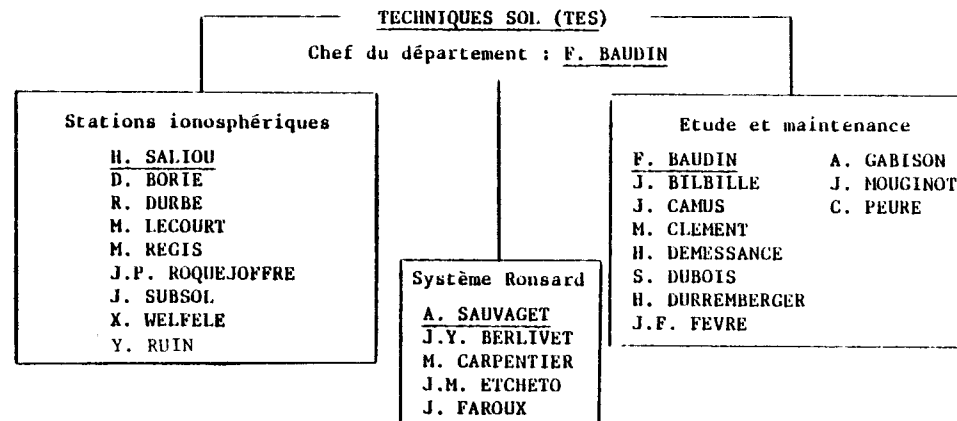 TECHNIQUES SOL (TES)
Chef du département : F. BAUDIN
Stations ionosphériques
H. SALIOU
D. BORIE
R. DURBE
M. LECOURT
M. REGIS
J.P. ROQUEJOFFRE
J. SUBSOL
X. WELFELE
Y. RUIN
Système Ronsard
A. SAUVAGET
J.Y. BERLIVET
M. CARPENTIER
J.M. ETCHETO
J. FAROUX
Etude et maintenance
F. BAUDIN
J. BILBILLE
J. CAMUS
M. CLEMENT
H. DEMESSANCE
S. DUBOIS
H. DURREMBERGER
J.F. FEVRE
A. GABISON
J. MOUGINOT
C. PEURE